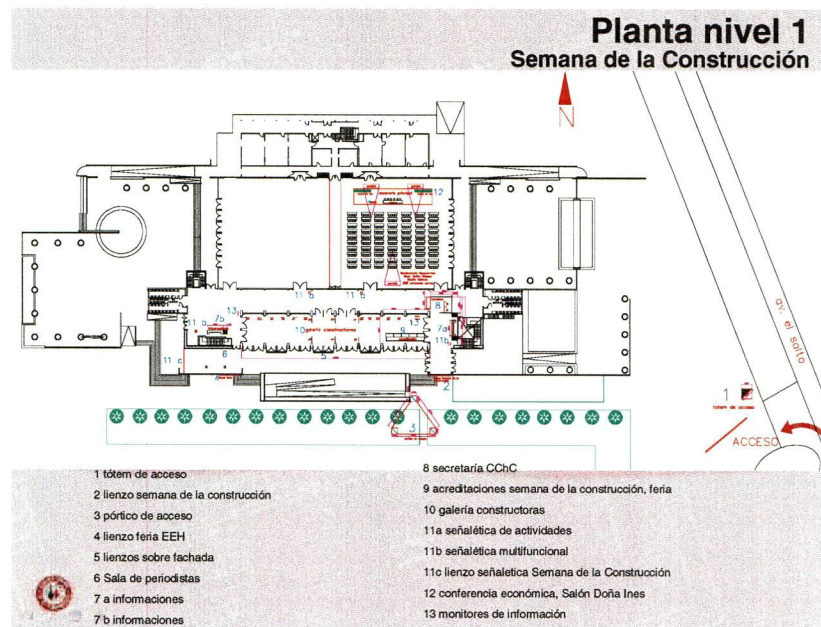 Planta nivel 1
Semana de la Construcción
N
12
11 a
11 a
13
13
8
11 b
7b
10 galería constructores
9
7a
11b
6
5
11 c
4
2
3
av. el salto
1
totem de acceso
ACCESO
1 tótem de acceso
2 lienzo semana de la construcción
3 pórtico de acceso
4 lienzo feria EEH
5 lienzos sobre fachada
6 Sala de periodistas
7 a informaciones
7 b informaciones
8 secretaría CChC
9 acreditaciones semana de la construcción, feria
10 galería constructoras
11a señalética de actividades
11b señalética multifuncional
11c lienzo señaletica Semana de la Construcción
12 conferencia económica, Salón Doña Ines
13 monitores de información